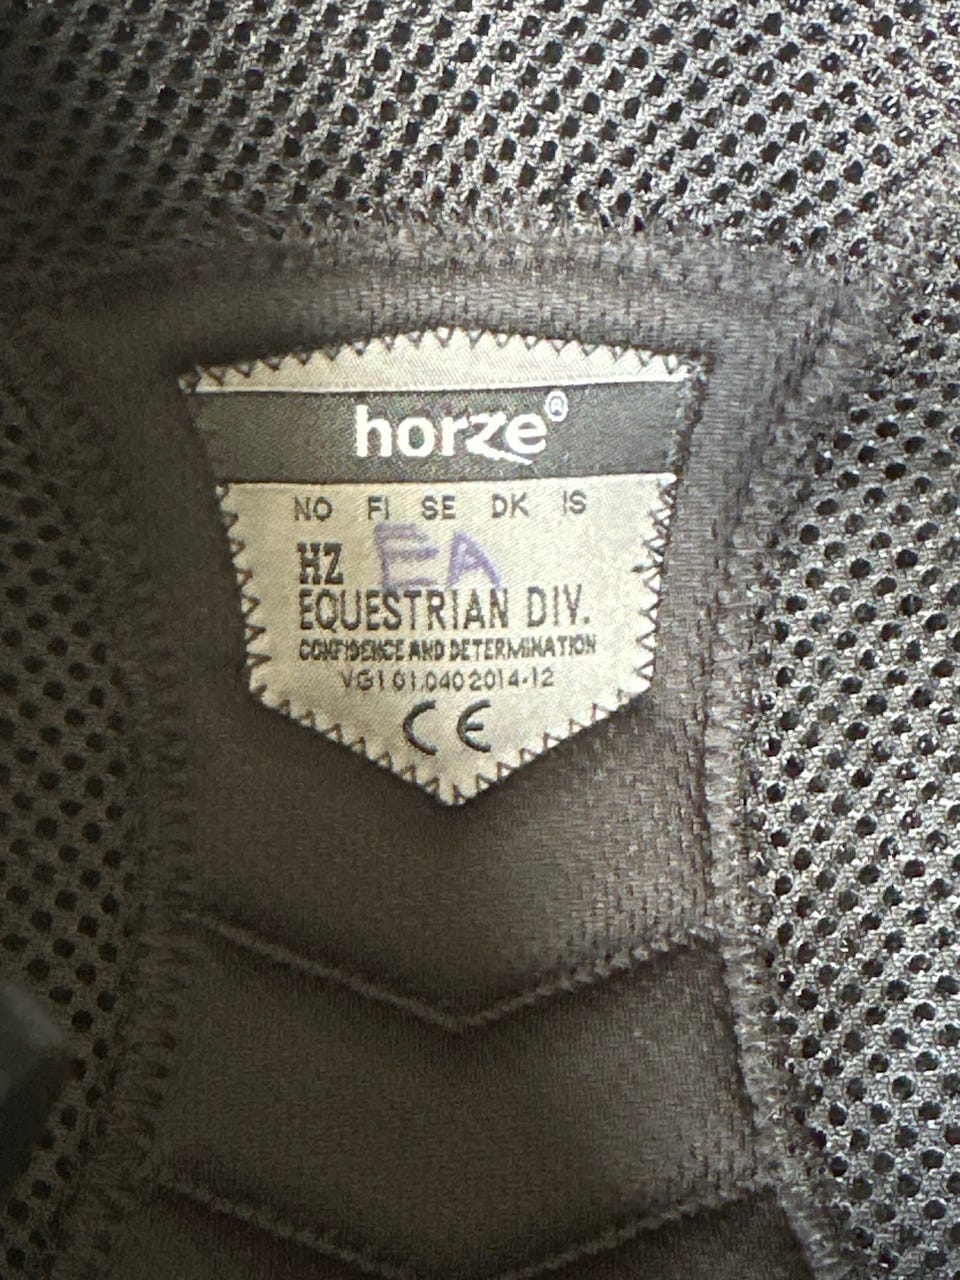 horze®
NO FI SE DK IS
HZ EA
EQUESTRIAN DIV.
CONFIDENCE AND DETERMINATION
VG1 01.040 2014-12
CE